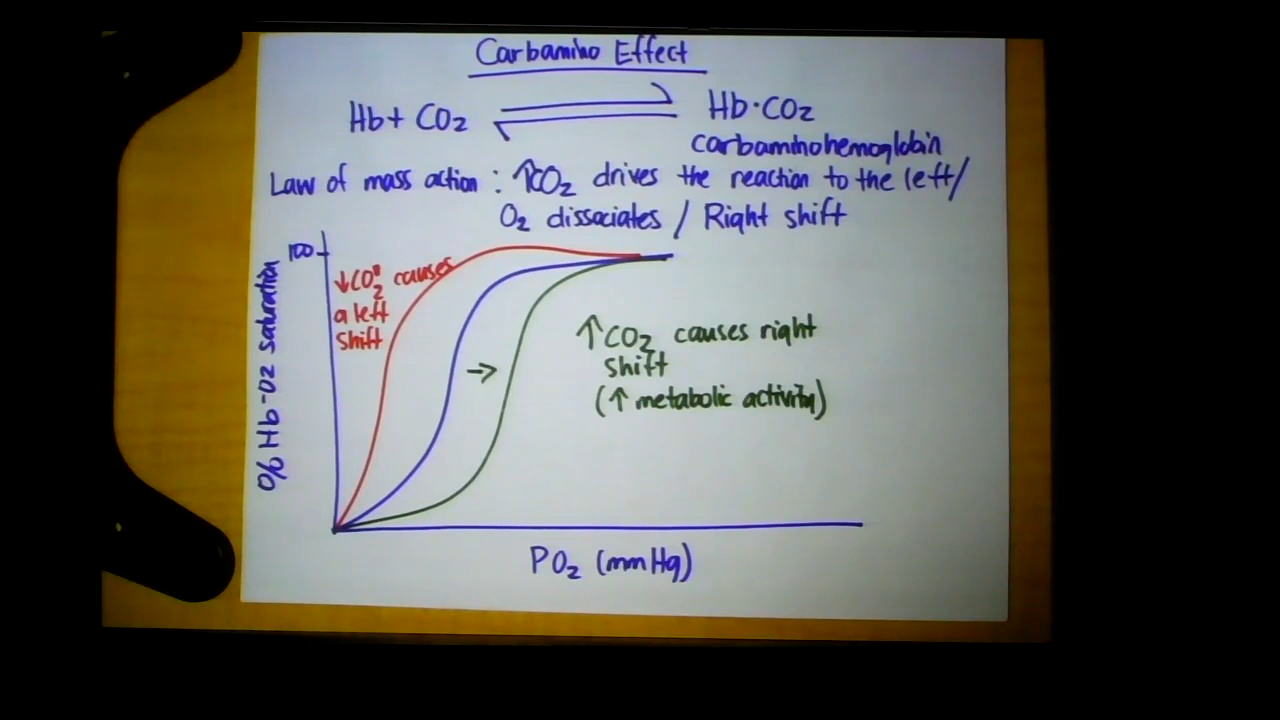 Carbamino Effect
Hb + CO₂ ⇌ Hb·CO₂
carbaminohemoglobin
Law of mass action : ↑CO₂ drives the reaction to the left/
O₂ dissociates / Right shift
100
↓CO₂ causes
a left
shift
↑CO₂ causes right
shift
(↑ metabolic activity)
→
% Hb-O₂ saturation
PO₂ (mmHg)